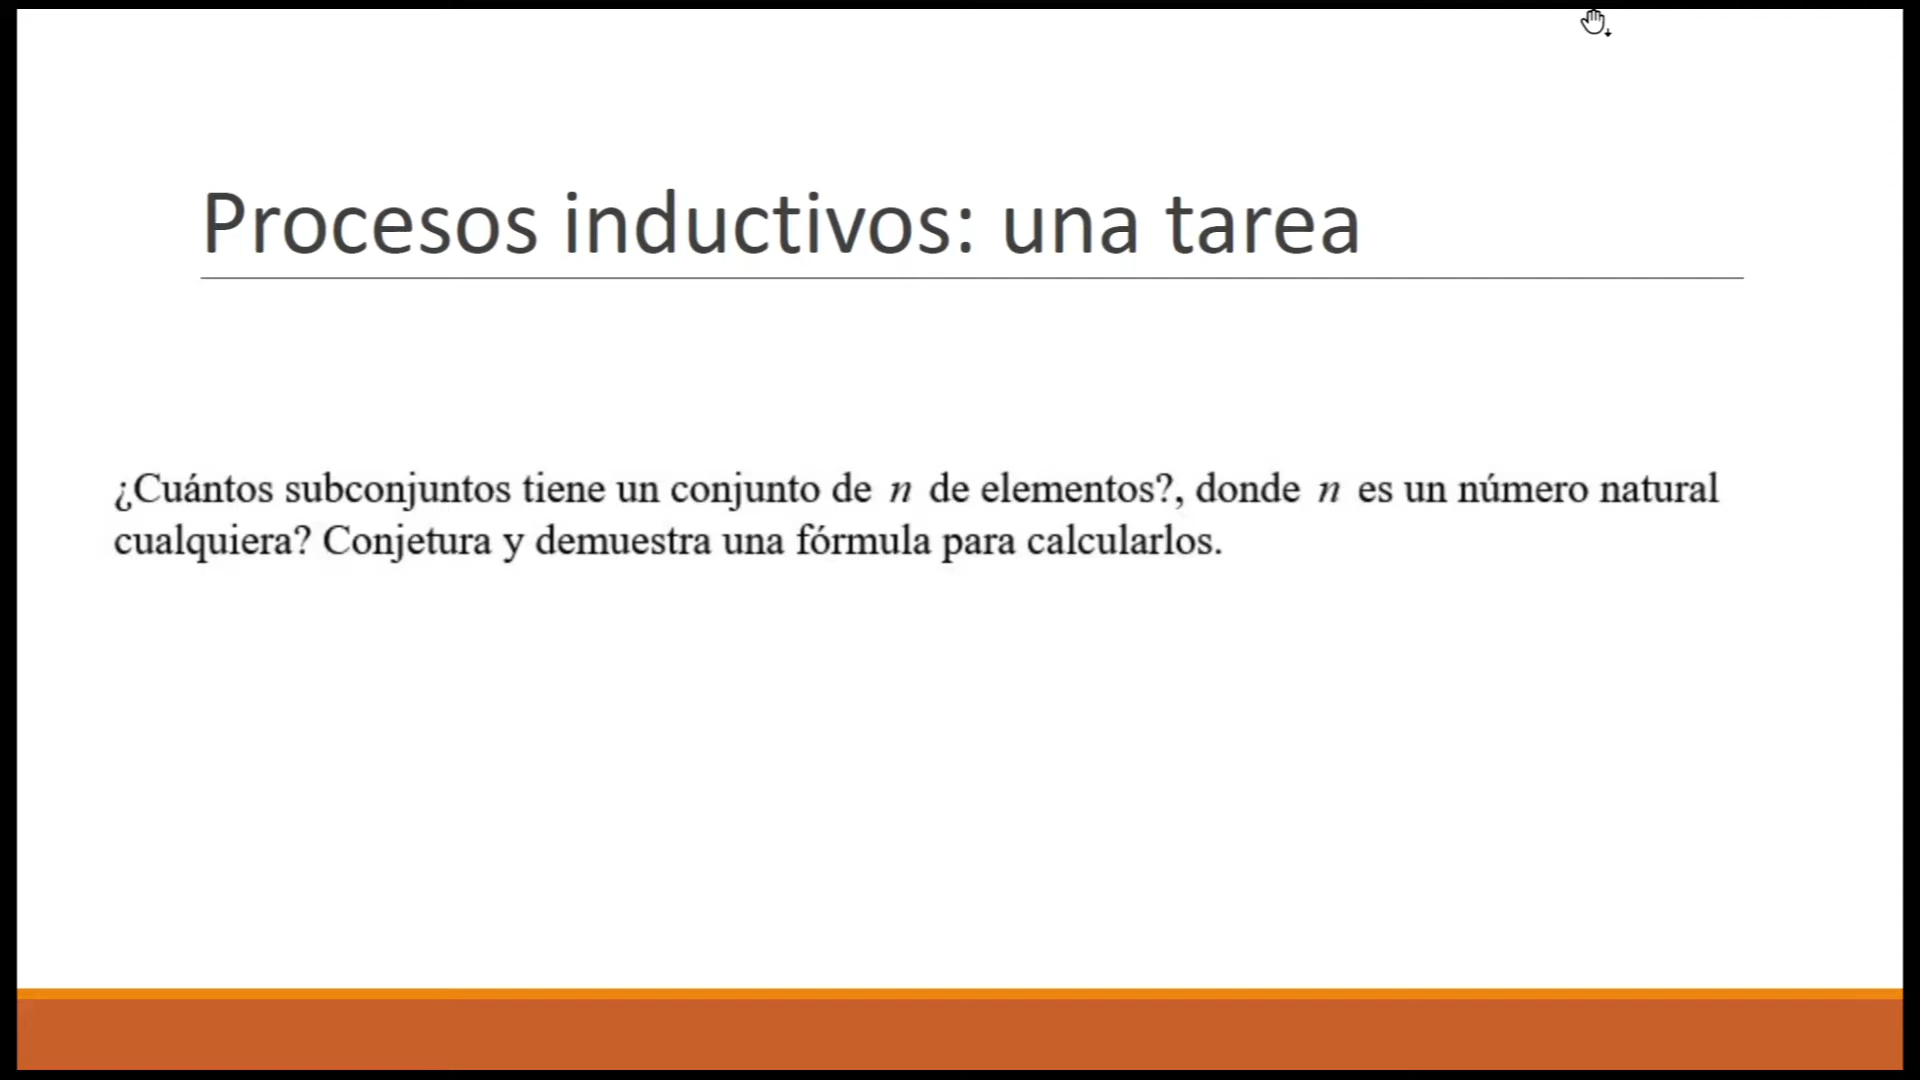 Procesos inductivos: una tarea
¿Cuántos subconjuntos tiene un conjunto de n de elementos?, donde n es un número natural
cualquiera? Conjetura y demuestra una fórmula para calcularlos.